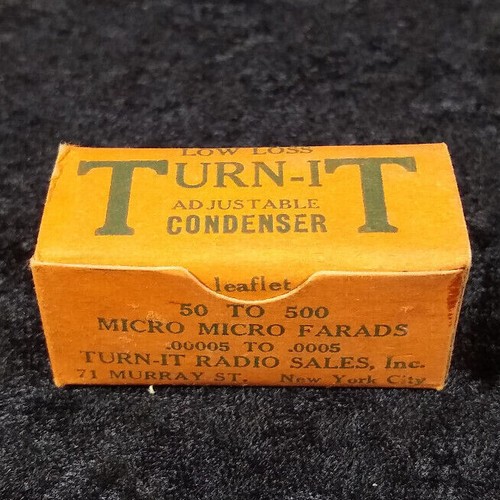 LOW LOSS
TURN-IT
ADJUSTABLE
CONDENSER
leaflet
50 TO 500
MICRO MICRO FARADS
.00005 TO .0005
TURN-IT RADIO SALES, Inc.
71 MURRAY ST. New York City